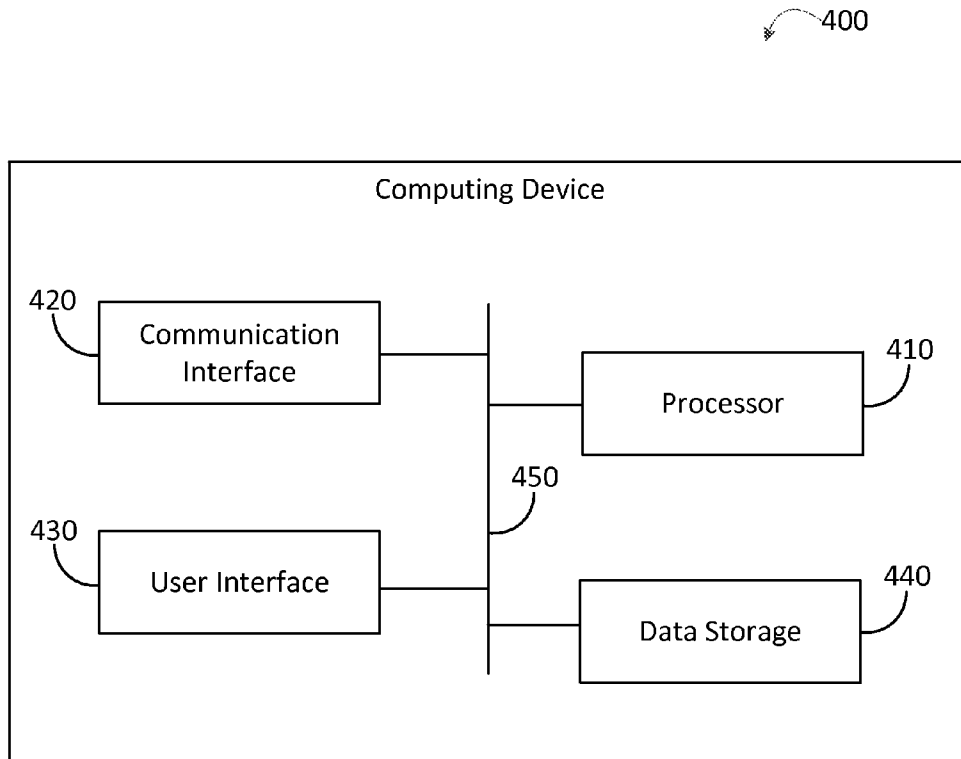 400
Computing Device
420
Communication
Interface
410
Processor
450
430
User Interface
440
Data Storage